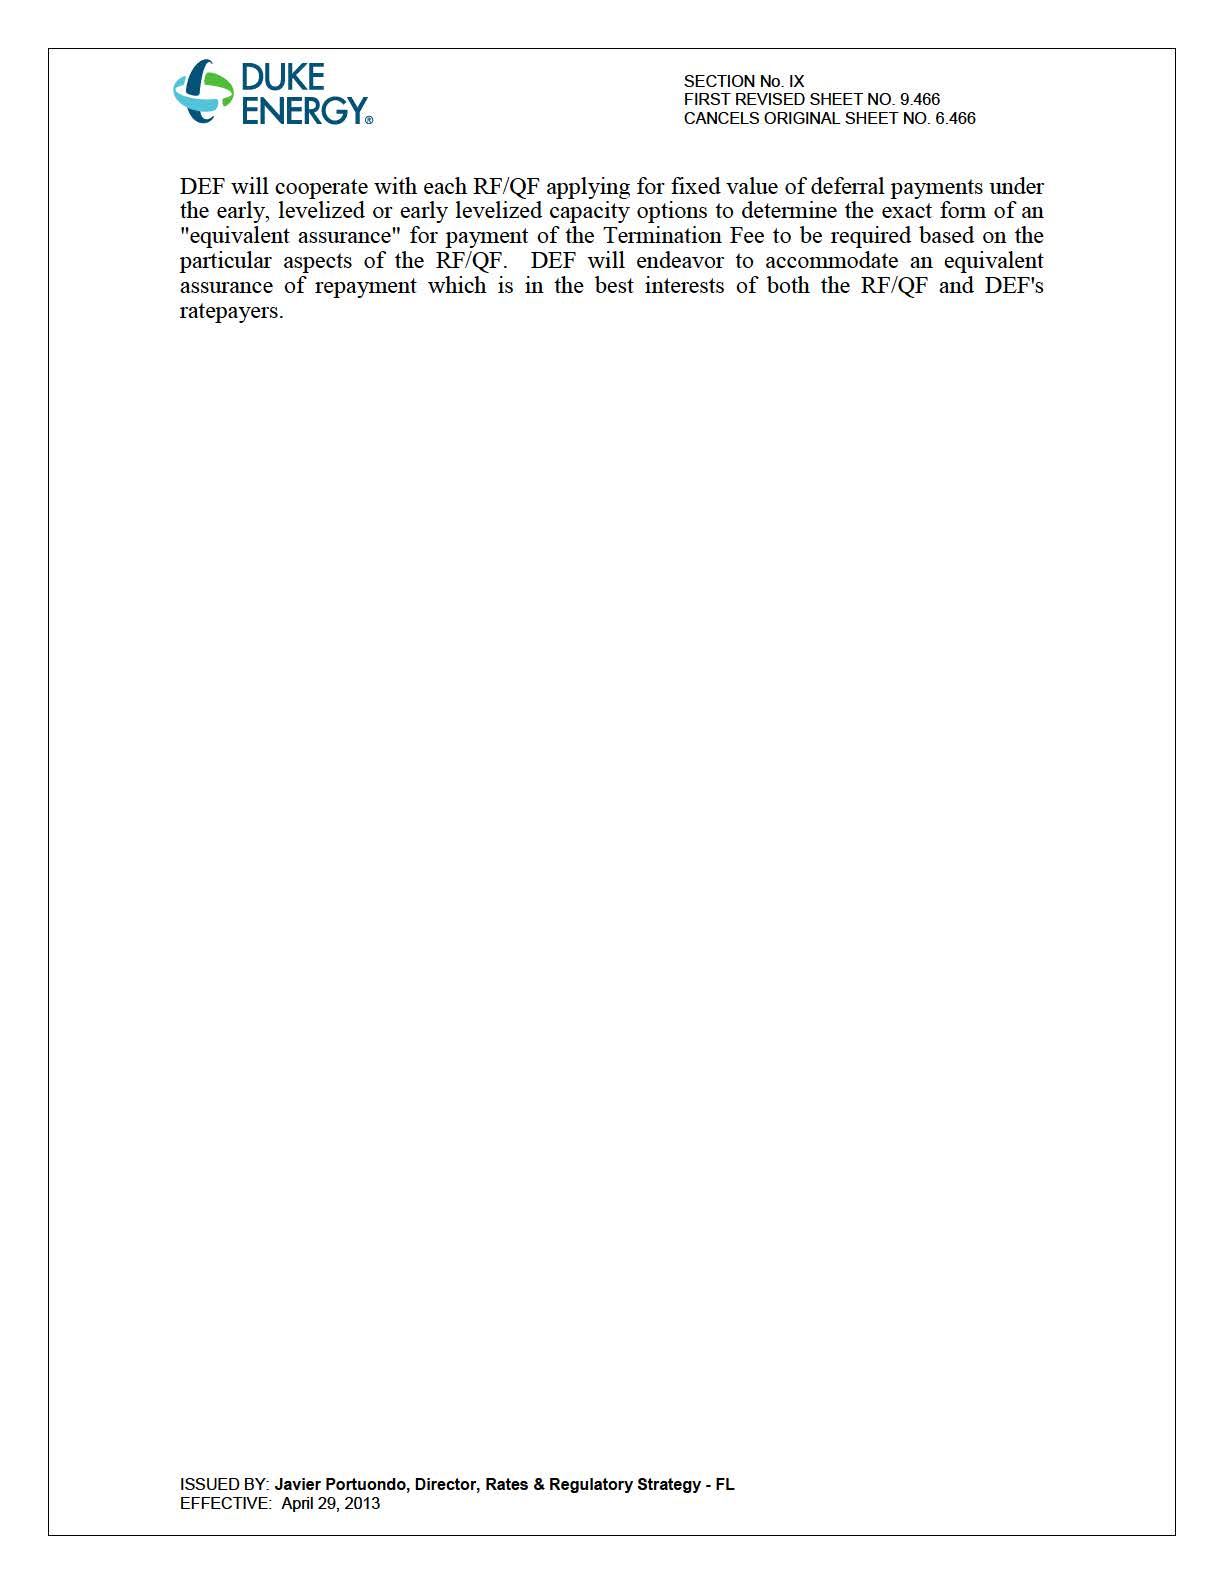 DUKE
ENERGY®
SECTION No. IX
FIRST REVISED SHEET NO. 9.466
CANCELS ORIGINAL SHEET NO. 6.466
DEF will cooperate with each RF/QF applying for fixed value of deferral payments under
the early, levelized or early levelized capacity options to determine the exact form of an
"equivalent assurance" for payment of the Termination Fee to be required based on the
particular aspects of the RF/QF. DEF will endeavor to accommodate an equivalent
assurance of repayment which is in the best interests of both the RF/QF and DEF's
ratepayers.
ISSUED BY: Javier Portuondo, Director, Rates & Regulatory Strategy - FL
EFFECTIVE: April 29, 2013